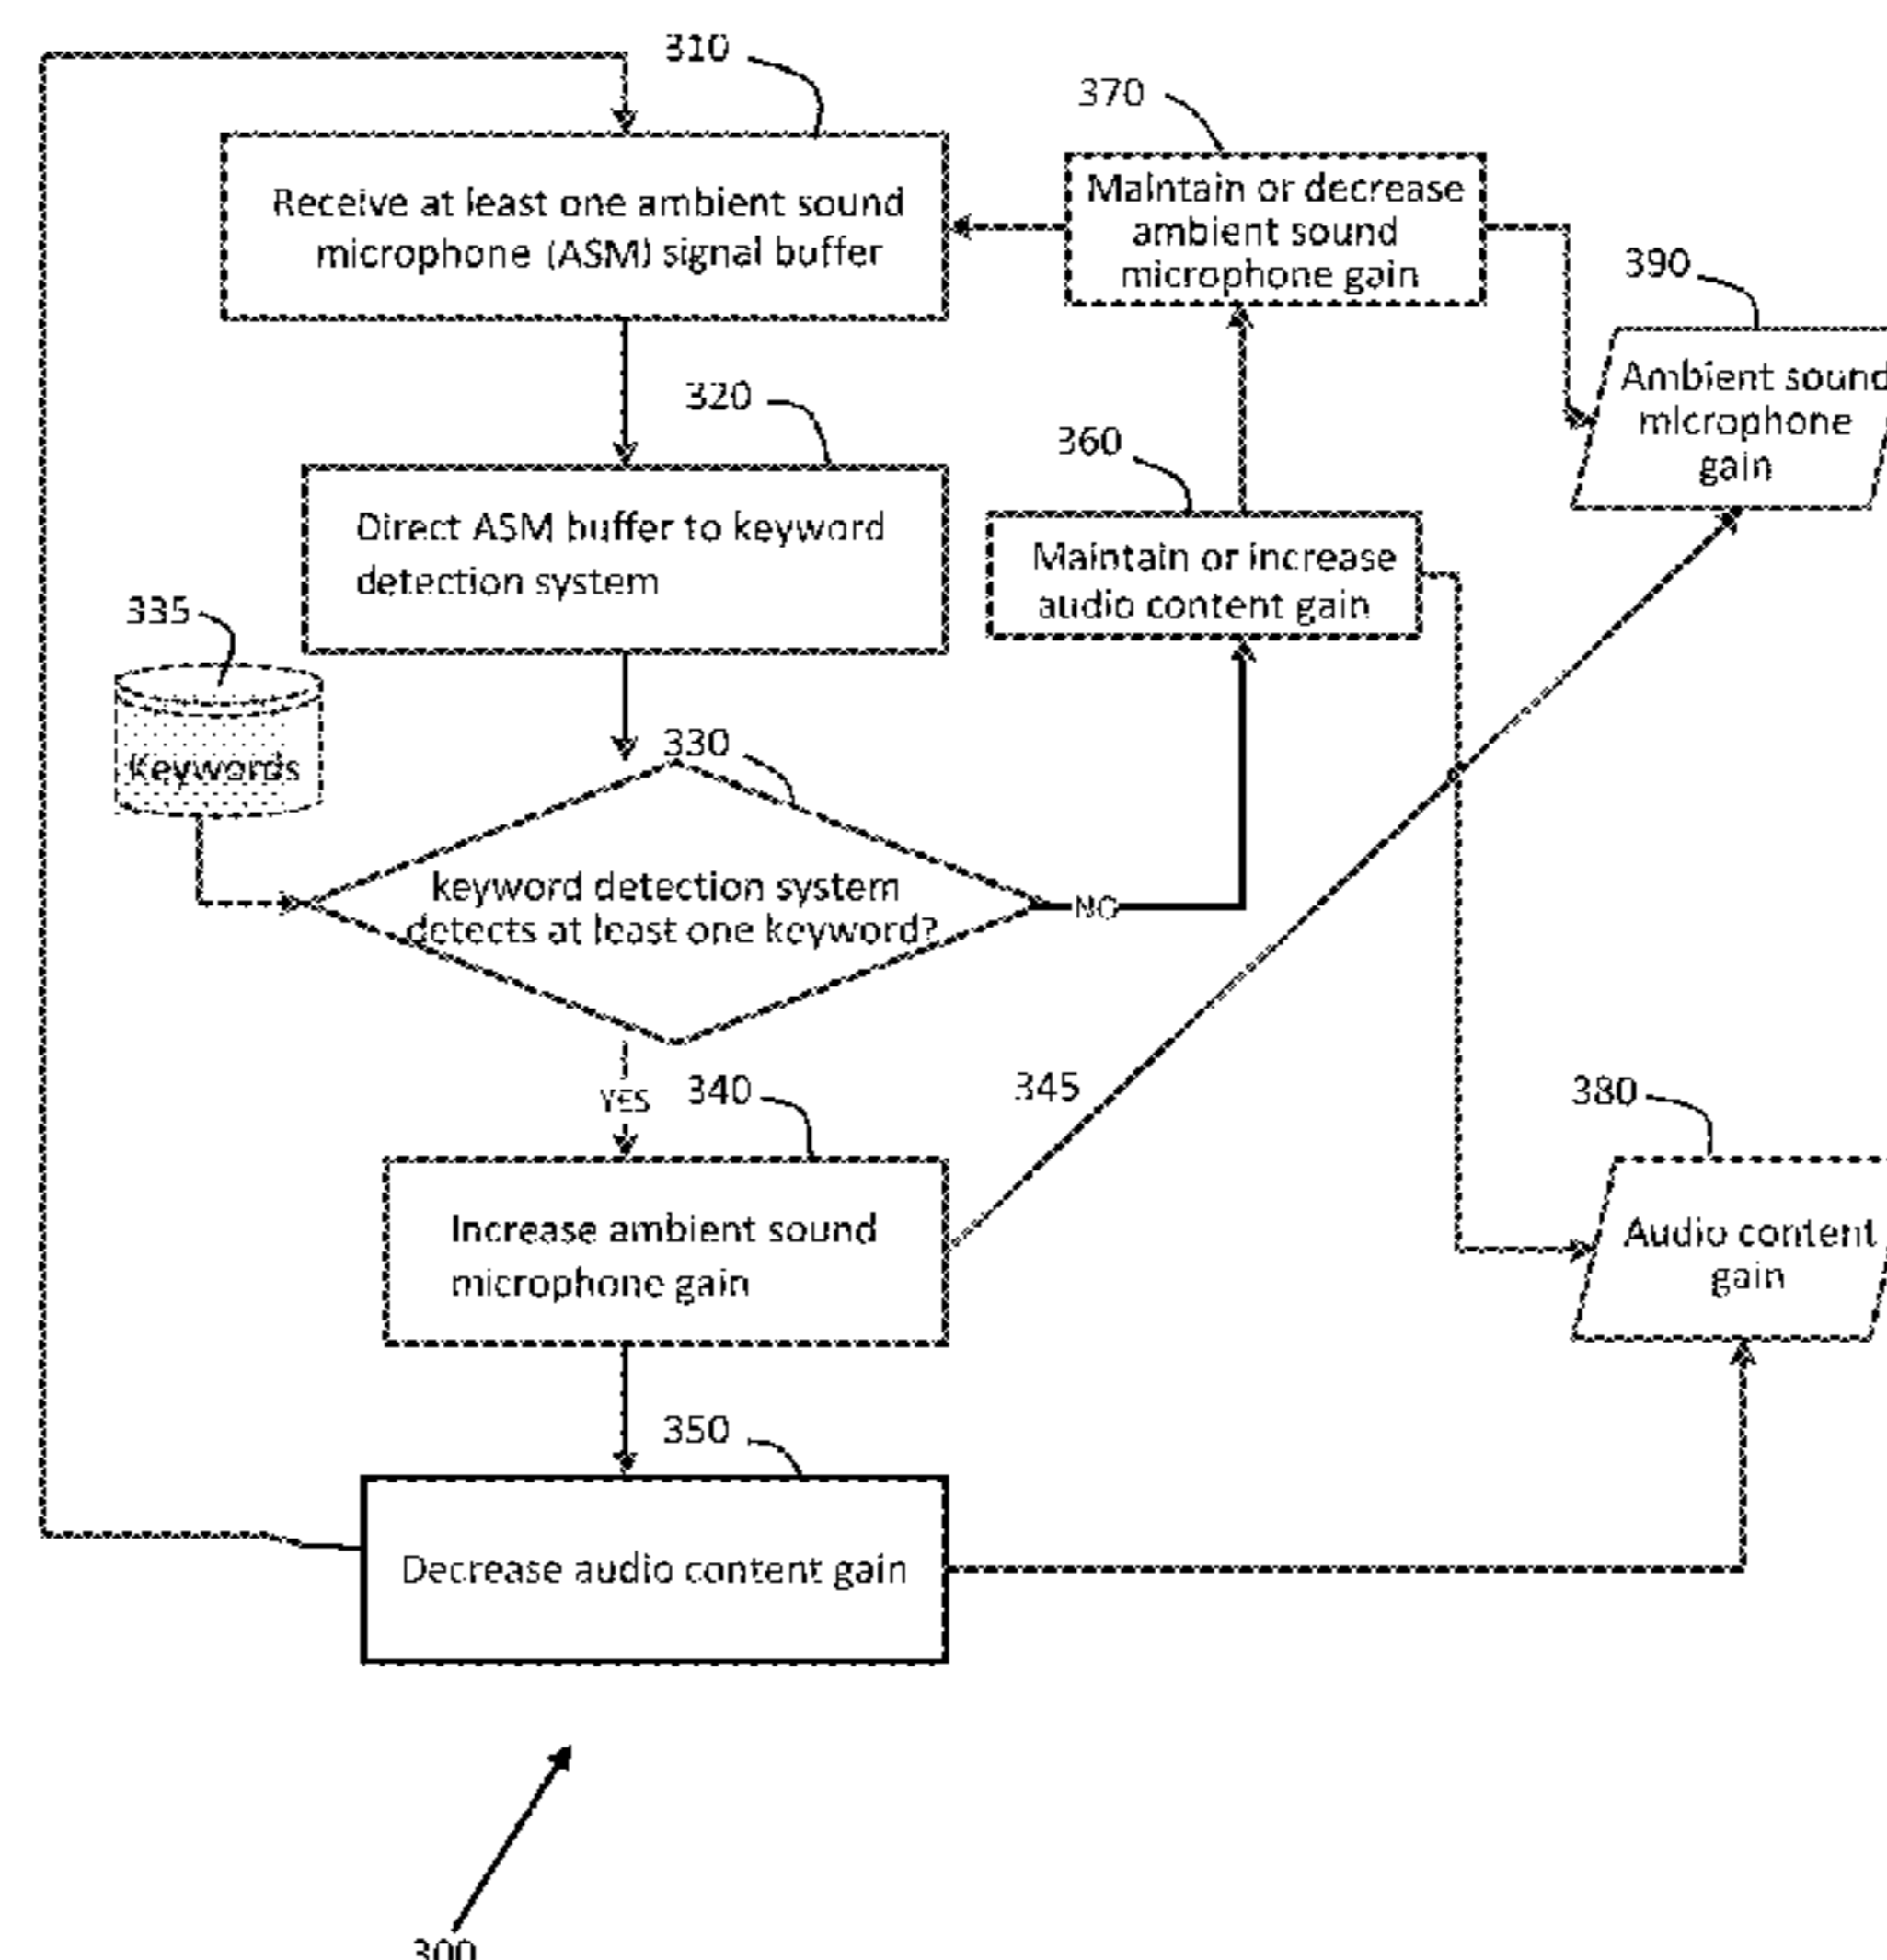 310
Receive at least one ambient sound
microphone (ASM) signal buffer
370
Maintain or decrease
ambient sound
microphone gain
390
Ambient sound
microphone
gain
320
Direct ASM buffer to keyword
detection system
360
Maintain or increase
audio content gain
335
Keywords
330
keyword detection system
detects at least one keyword?
NO
YES
340
Increase ambient sound
microphone gain
345
380
Audio content
gain
350
Decrease audio content gain
300